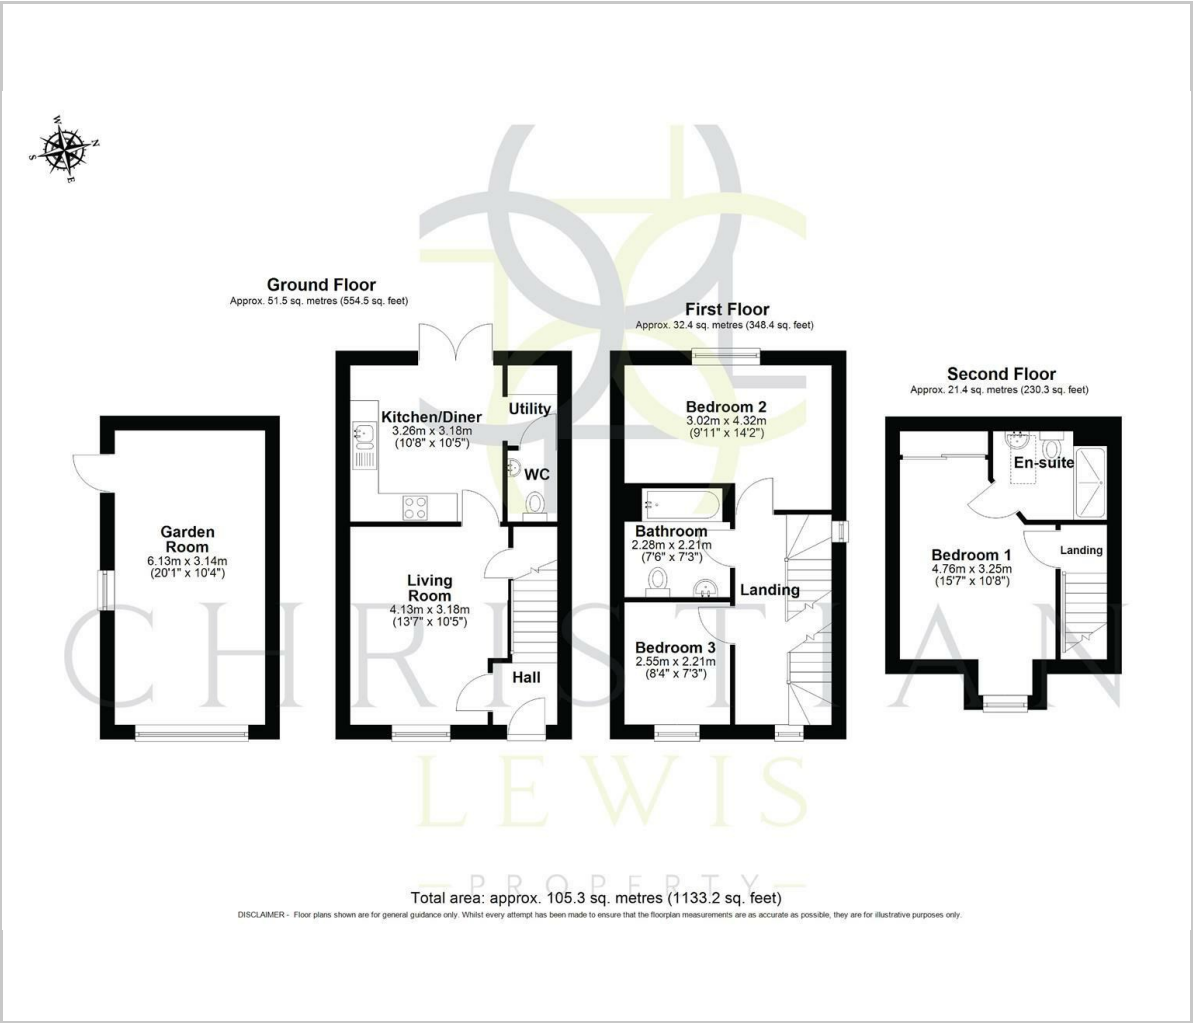 W
N
S
E
Ground Floor
Approx. 51.5 sq. metres (554.5 sq. feet)
First Floor
Approx. 32.4 sq. metres (348.4 sq. feet)
Second Floor
Approx. 21.4 sq. metres (230.3 sq. feet)
Garden
Room
6.13m x 3.14m
(20'1" x 10'4")
Kitchen/Diner
3.26m x 3.18m
(10'8" x 10'5")
Utility
WC
Living
Room
4.13m x 3.18m
(13'7" x 10'5")
Hall
Bedroom 2
3.02m x 4.32m
(9'11" x 14'2")
Bathroom
2.28m x 2.21m
(7'6" x 7'3")
Landing
Bedroom 3
2.55m x 2.21m
(8'4" x 7'3")
En-suite
Bedroom 1
4.76m x 3.25m
(15'7" x 10'8")
Landing
CHRISTIAN
LEWIS
PROPERTY
Total area: approx. 105.3 sq. metres (1133.2 sq. feet)
DISCLAIMER - Floor plans shown are for general guidance only. Whilst every attempt has been made to ensure that the floorplan measurements are as accurate as possible, they are for illustrative purposes only.